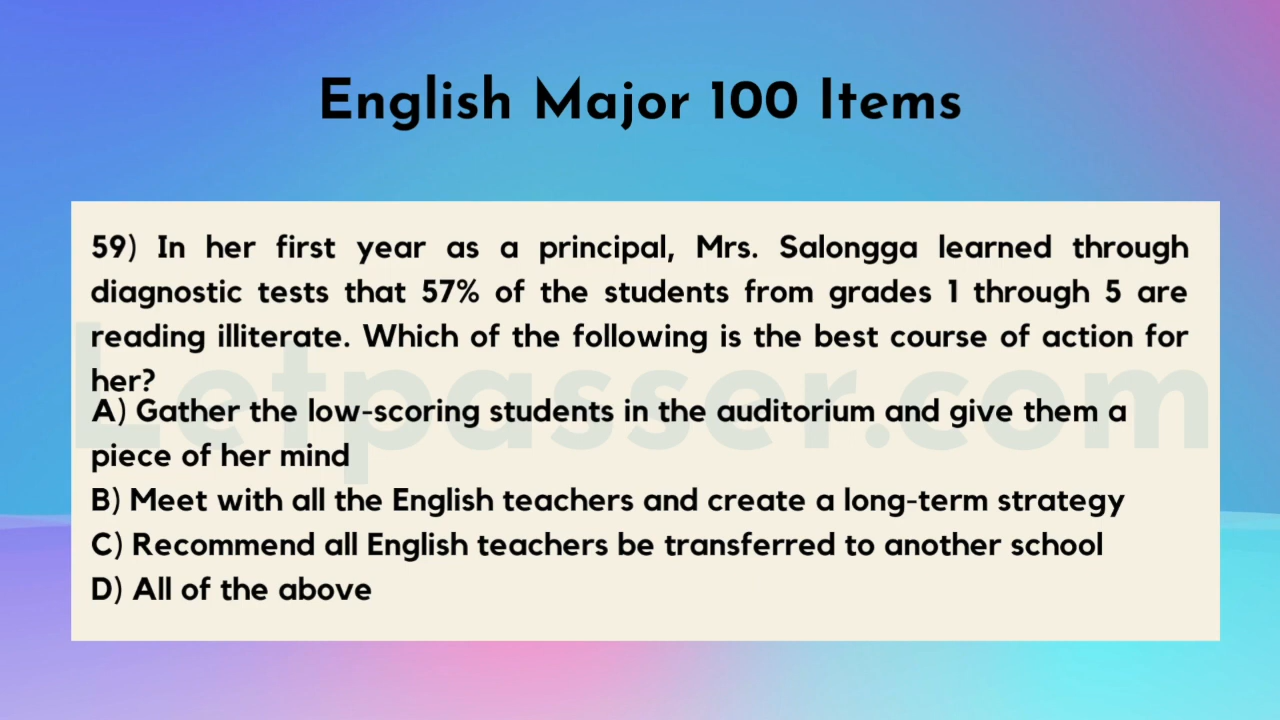 English Major 100 Items
59) In her first year as a principal, Mrs. Salongga learned through
diagnostic tests that 57% of the students from grades 1 through 5 are
reading illiterate. Which of the following is the best course of action for
her?
A) Gather the low-scoring students in the auditorium and give them a
piece of her mind
B) Meet with all the English teachers and create a long-term strategy
C) Recommend all English teachers be transferred to another school
D) All of the above
Letpasser.com